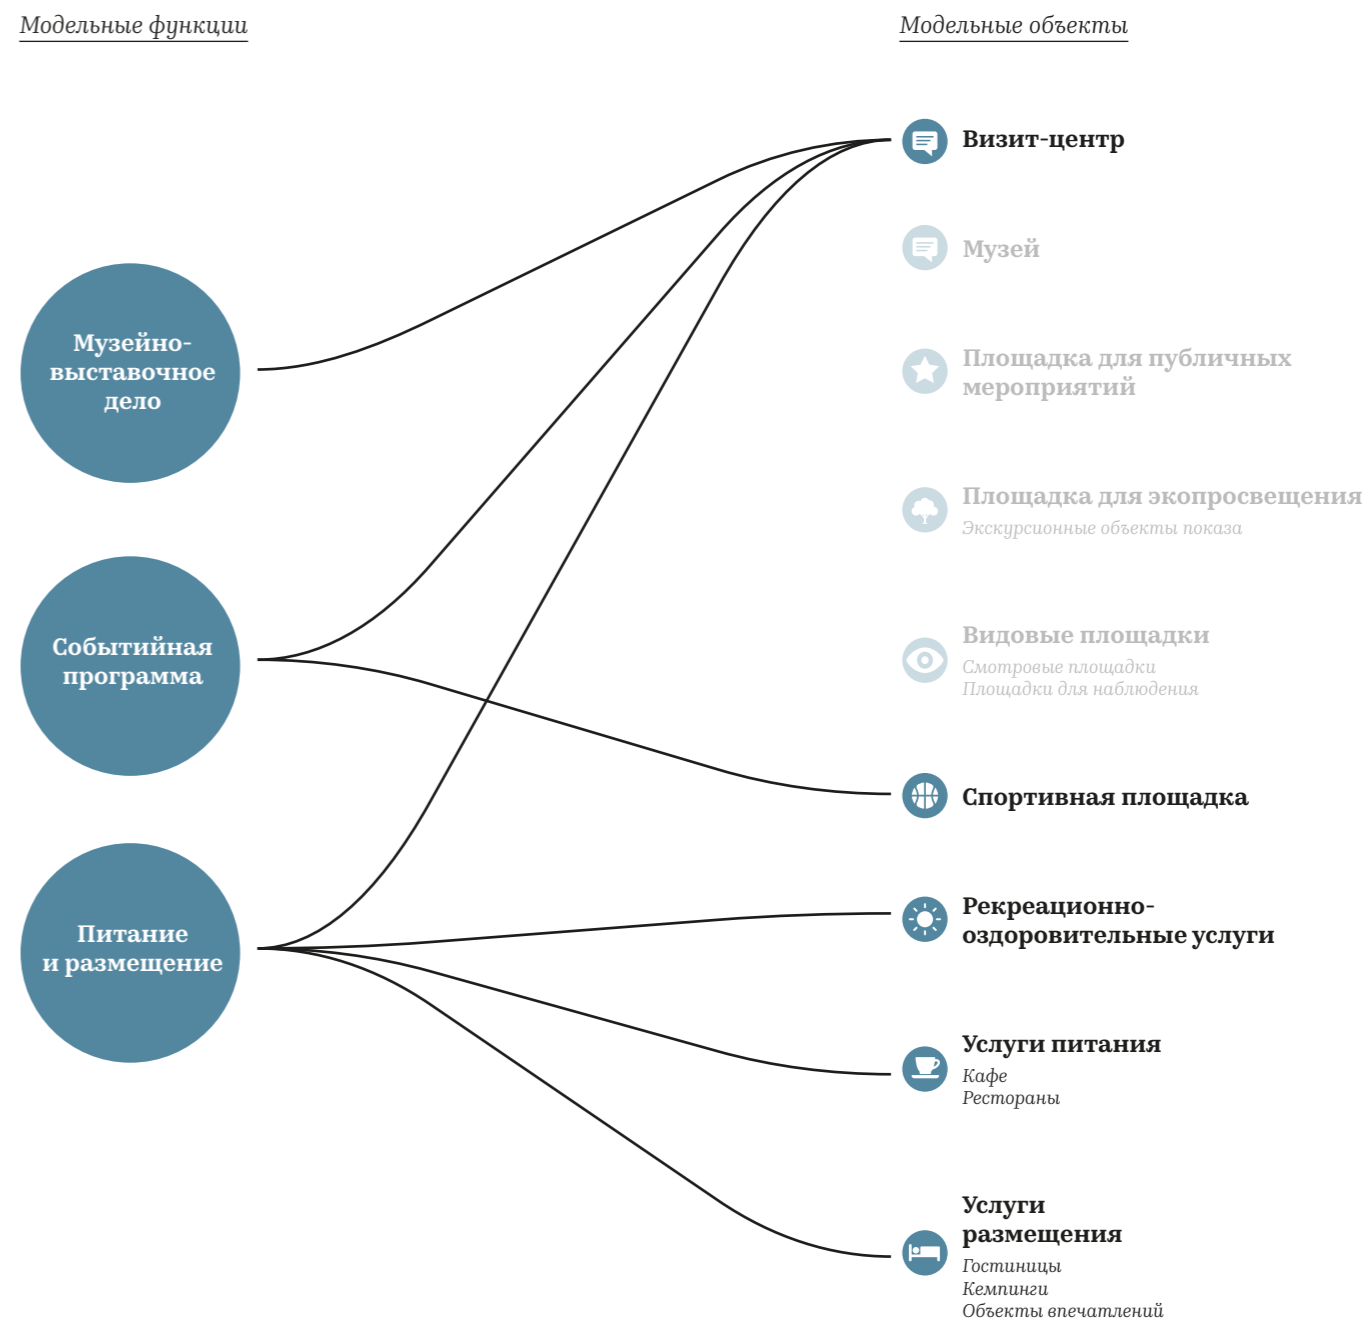 Модельные функции
Модельные объекты
Музейно-
выставочное
дело
Событийная
программа
Питание
и размещение
Визит-центр
Музей
Площадка для публичных
мероприятий
Площадка для экопросвещения
Экскурсионные объекты показа
Видовые площадки
Смотровые площадки
Площадки для наблюдения
Спортивная площадка
Рекреационно-
оздоровительные услуги
Услуги питания
Кафе
Рестораны
Услуги
размещения
Гостиницы
Кемпинги
Объекты впечатлений